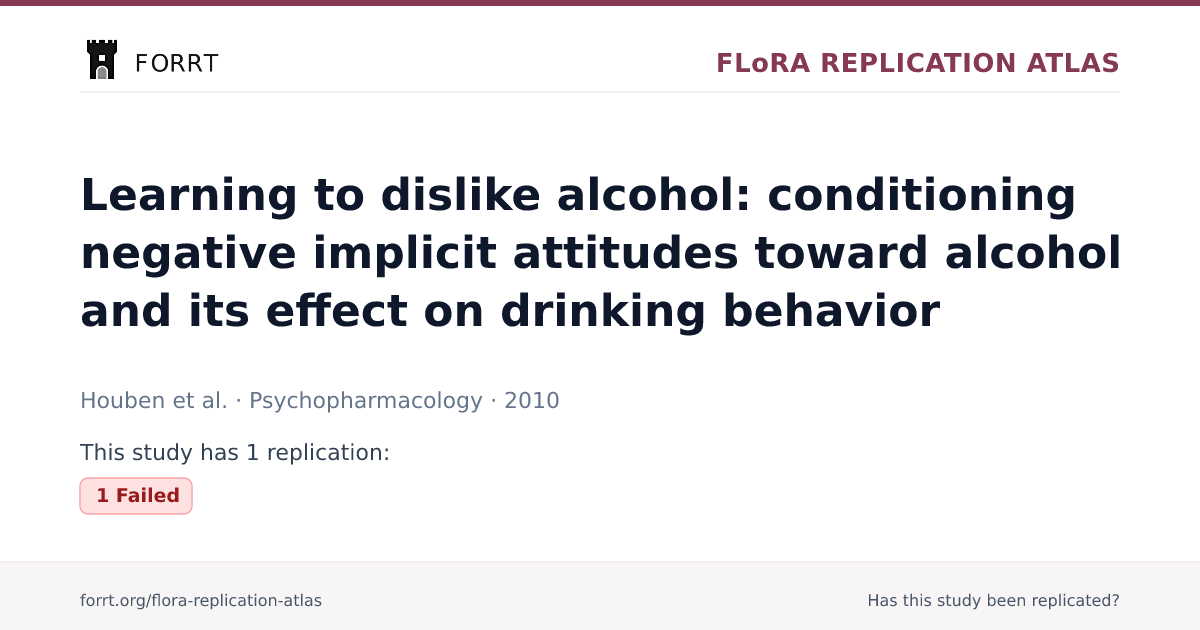 FORRT
FLoRA REPLICATION ATLAS
Learning to dislike alcohol: conditioning
negative implicit attitudes toward alcohol
and its effect on drinking behavior
Houben et al. · Psychopharmacology · 2010
This study has 1 replication:
1 Failed
forrt.org/flora-replication-atlas
Has this study been replicated?